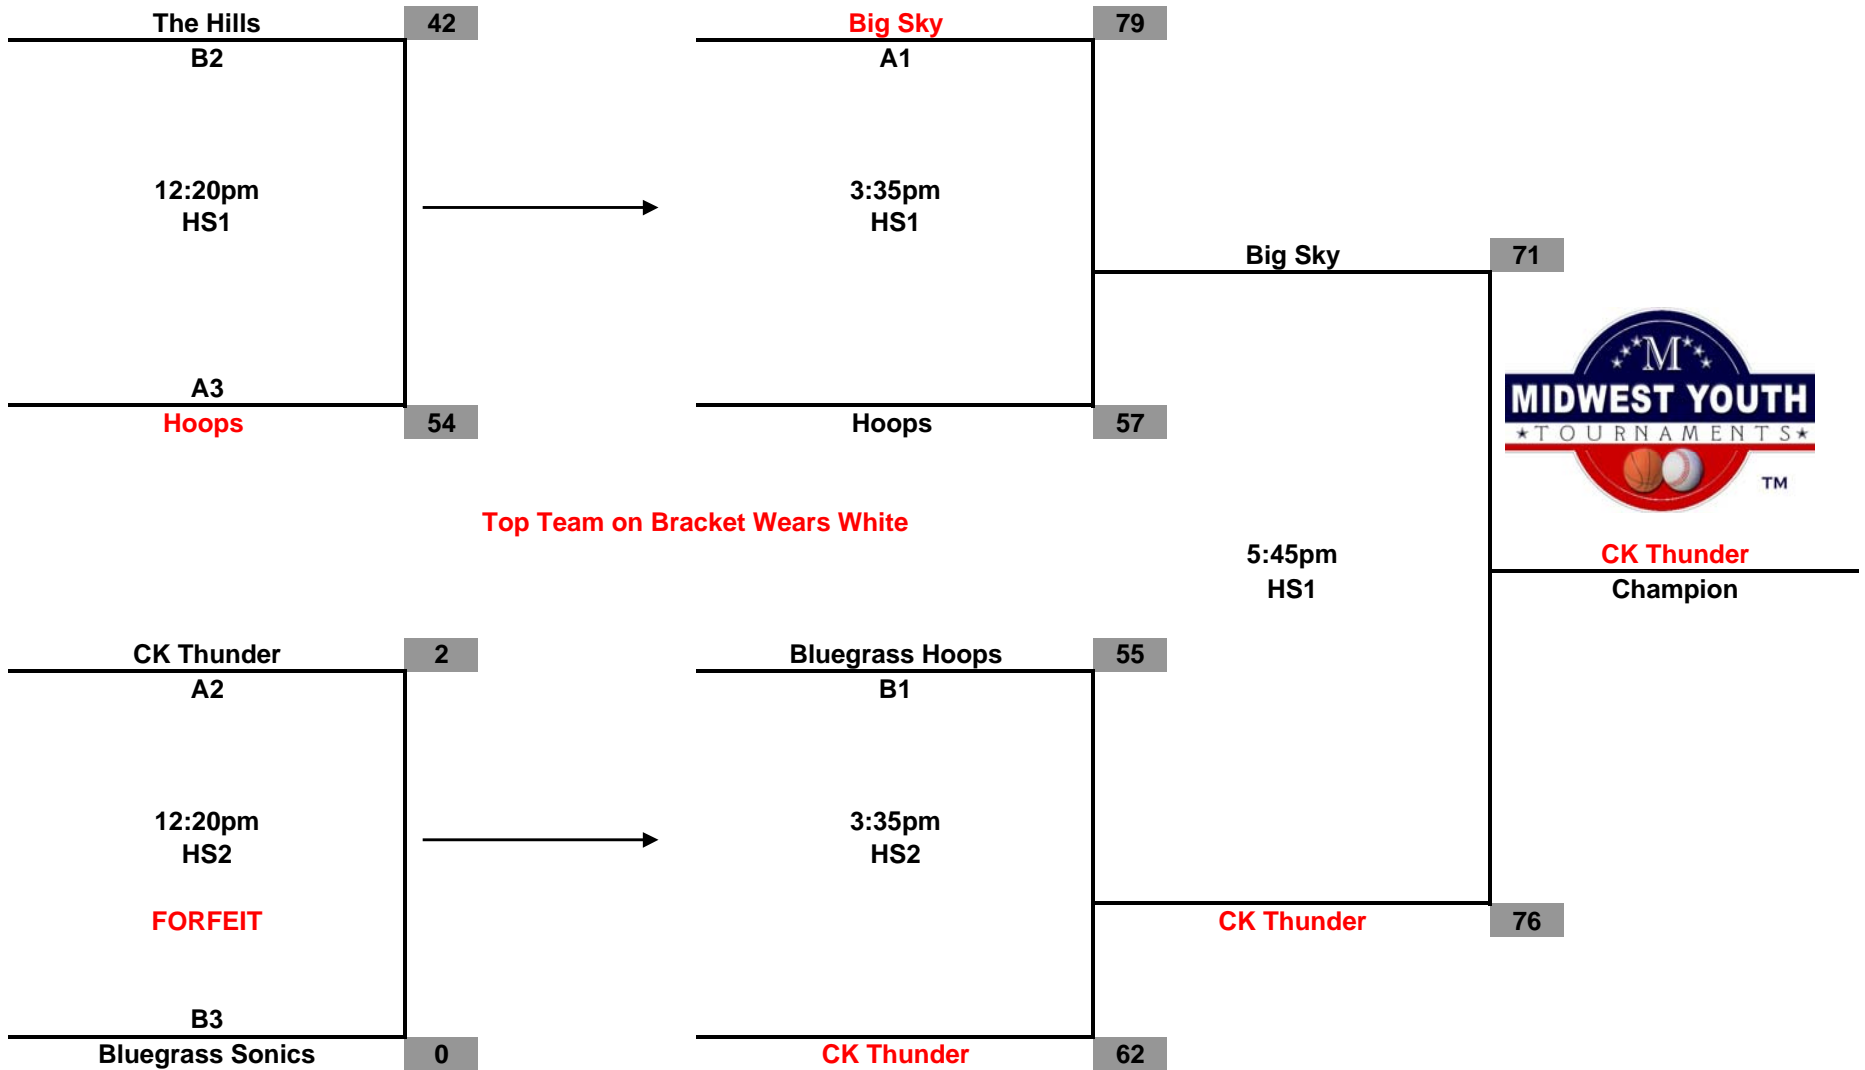 The Hills 42
B2
12:20pm
HS1
A3
Hoops 54
Big Sky 79
A1
3:35pm
HS1
Hoops 57
Big Sky 71
M
MIDWEST YOUTH
★TOURNAMENTS★
TM
Top Team on Bracket Wears White
5:45pm
HS1
CK Thunder
Champion
CK Thunder 2
A2
12:20pm
HS2
FORFEIT
B3
Bluegrass Sonics 0
Bluegrass Hoops 55
B1
3:35pm
HS2
CK Thunder 62
CK Thunder 76